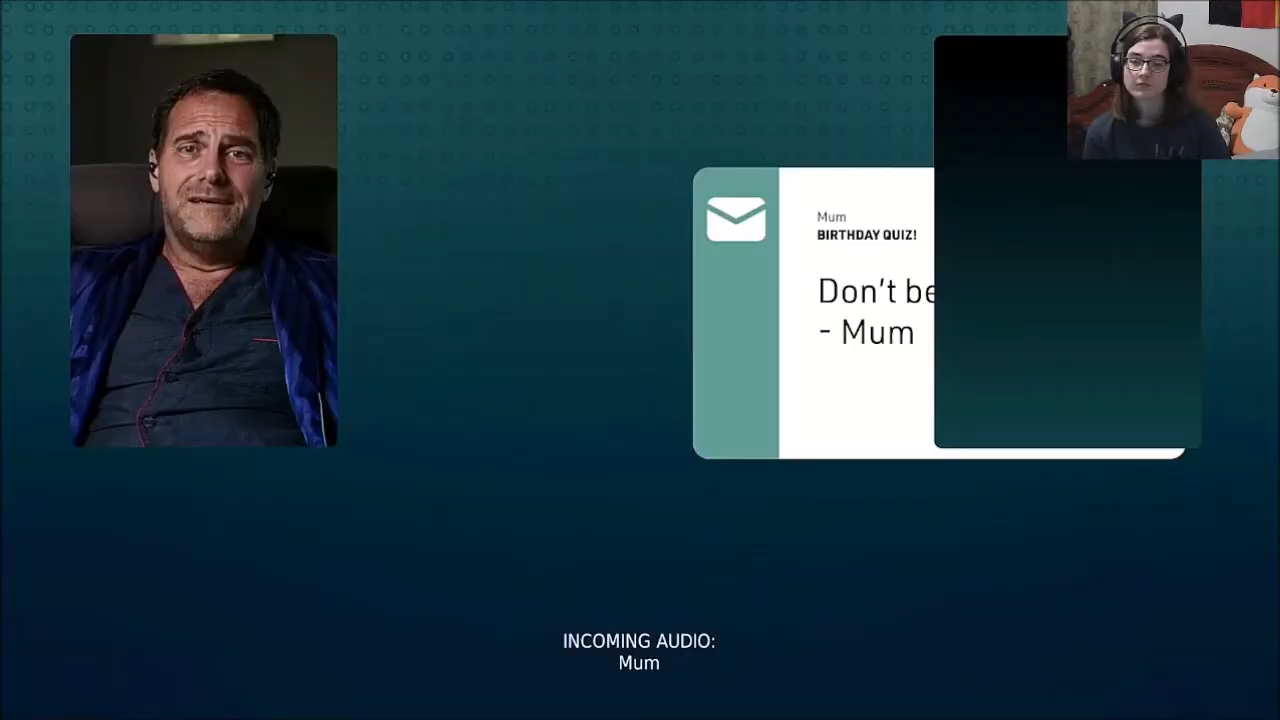 Mum
BIRTHDAY QUIZ!
Don't be
- Mum
INCOMING AUDIO:
Mum